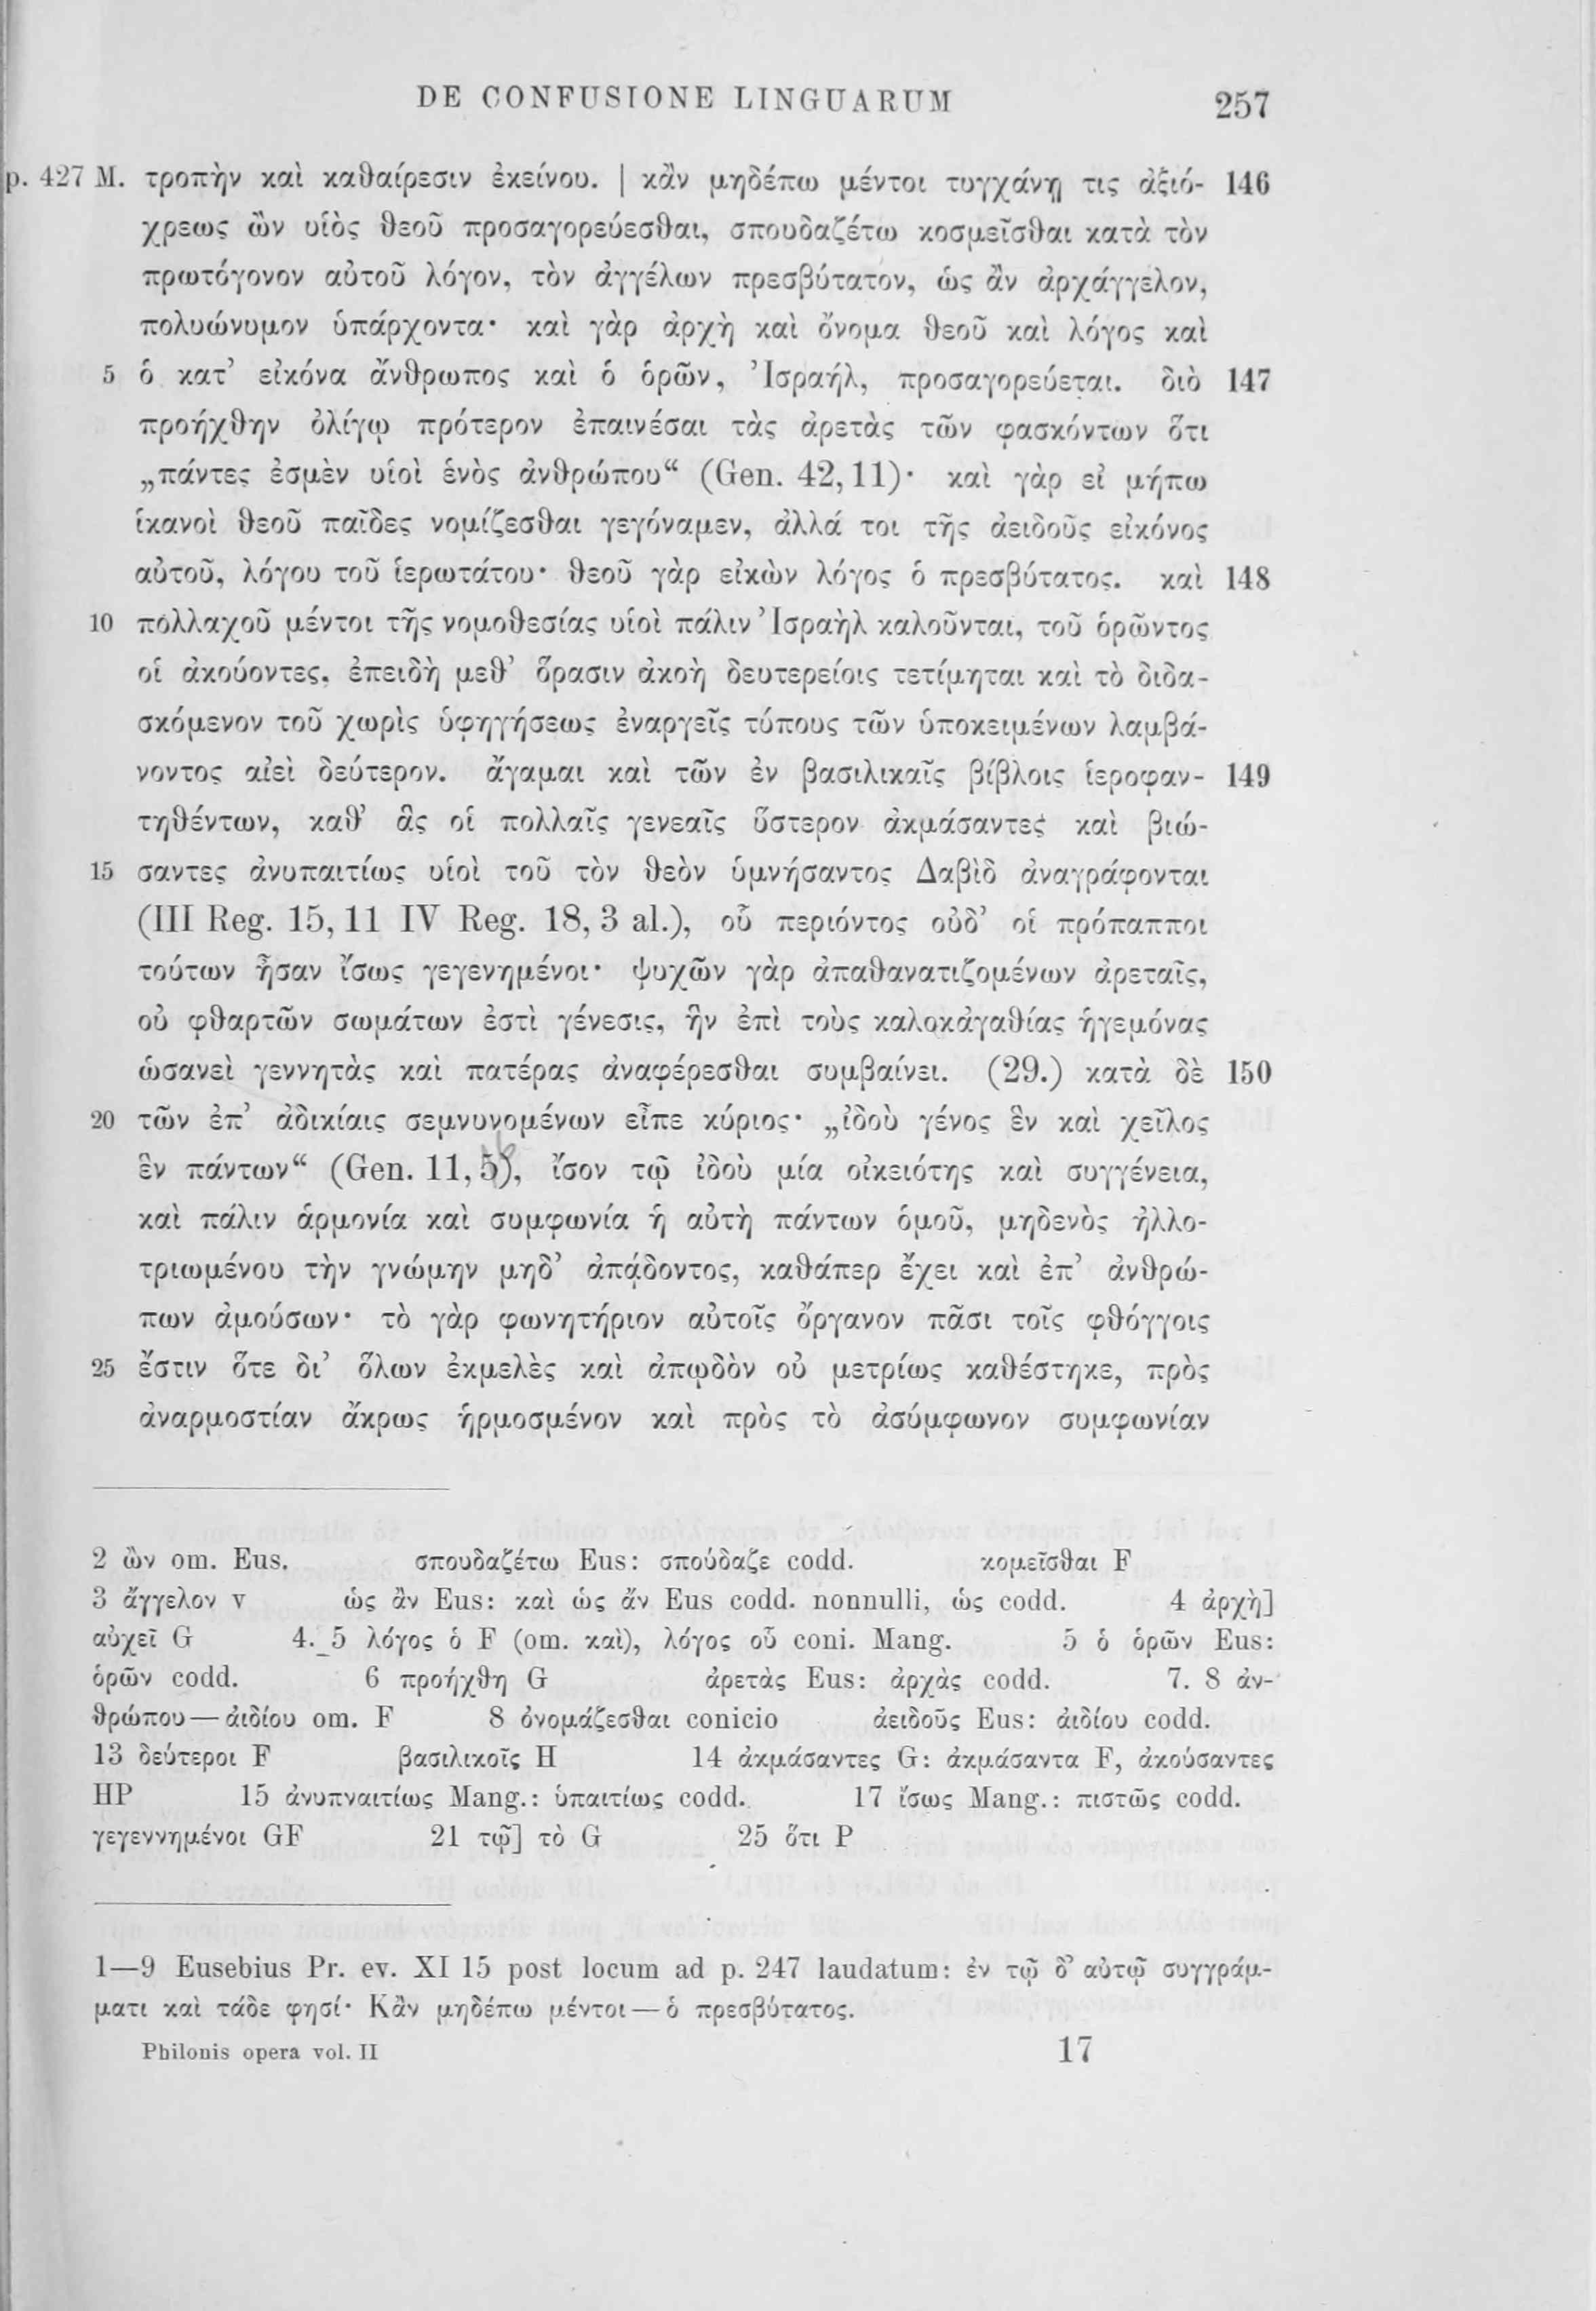 DE CONFUSIONE LINGUARUM 257
p. 427 M. τροπὴν καὶ καθαίρεσιν ἐκείνου. | κἂν μηδέπω μέντοι τυγχάνῃ τις ἀξιό- 146
χρεως ὢν υἱὸς θεοῦ προσαγορεύεσθαι, σπουδαζέτω κοσμεῖσθαι κατὰ τὸν
πρωτόγονον αὐτοῦ λόγον, τὸν ἀγγέλων πρεσβύτατον, ὡς ἂν ἀρχάγγελον,
πολυώνυμον ὑπάρχοντα· καὶ γὰρ ἀρχὴ καὶ ὄνομα θεοῦ καὶ λόγος καὶ
5 ὁ κατ’ εἰκόνα ἄνθρωπος καὶ ὁ ὁρῶν, Ἰσραήλ, προσαγορεύεται. διὸ 147
προήχθην ὀλίγῳ πρότερον ἐπαινέσαι τὰς ἀρετὰς τῶν φασκόντων ὅτι
„πάντες ἐσμὲν υἱοὶ ἑνὸς ἀνθρώπου“ (Gen. 42, 11)· καὶ γὰρ εἰ μήπω
ἱκανοὶ θεοῦ παῖδες νομίζεσθαι γεγόναμεν, ἀλλά τοι τῆς ἀειδοῦς εἰκόνος
αὐτοῦ, λόγου τοῦ ἱερωτάτου· θεοῦ γὰρ εἰκὼν λόγος ὁ πρεσβύτατος. καὶ 148
10 πολλαχοῦ μέντοι τῆς νομοθεσίας υἱοὶ πάλιν Ἰσραὴλ καλοῦνται, τοῦ ὁρῶντος
οἱ ἀκούοντες, ἐπειδὴ μεθ’ ὅρασιν ἀκοὴ δευτερείοις τετίμηται καὶ τὸ διδα-
σκόμενον τοῦ χωρὶς ὑφηγήσεως ἐναργεῖς τύπους τῶν ὑποκειμένων λαμβά-
νοντος αἰεὶ δεύτερον. ἄγαμαι καὶ τῶν ἐν βασιλικαῖς βίβλοις ἱεροφαν- 149
τηθέντων, καθ’ ἃς οἱ πολλαῖς γενεαῖς ὕστερον ἀκμάσαντες καὶ βιώ-
15 σαντες ἀνυπαιτίως υἱοὶ τοῦ τὸν θεὸν ὑμνήσαντος Δαβὶδ ἀναγράφονται
(III Reg. 15, 11 IV Reg. 18, 3 al.), οὗ περιόντος οὐδ’ οἱ πρόπαπποι
τούτων ἦσαν ἴσως γεγενημένοι· ψυχῶν γὰρ ἀπαθανατιζομένων ἀρεταῖς,
οὐ φθαρτῶν σωμάτων ἐστὶ γένεσις, ἣν ἐπὶ τοὺς καλοκἀγαθίας ἡγεμόνας
ὡσανεὶ γεννητὰς καὶ πατέρας ἀναφέρεσθαι συμβαίνει. (29.) κατὰ δὲ 150
20 τῶν ἐπ’ ἀδικίαις σεμνυνομένων εἶπε κύριος· „ἰδοὺ γένος ἓν καὶ χεῖλος
ἓν πάντων“ (Gen. 11, 5), ἴσον τῷ ἰδοὺ μία οἰκειότης καὶ συγγένεια,
καὶ πάλιν ἁρμονία καὶ συμφωνία ἡ αὐτὴ πάντων ὁμοῦ, μηδενὸς ἠλλο-
τριωμένου τὴν γνώμην μηδ’ ἀπᾴδοντος, καθάπερ ἔχει καὶ ἐπ’ ἀνθρώ-
πων ἀμούσων· τὸ γὰρ φωνητήριον αὐτοῖς ὄργανον πᾶσι τοῖς φθόγγοις
25 ἔστιν ὅτε δι’ ὅλων ἐκμελὲς καὶ ἀπῳδὸν οὐ μετρίως καθέστηκε, πρὸς
ἀναρμοστίαν ἄκρως ἡρμοσμένον καὶ πρὸς τὸ ἀσύμφωνον συμφωνίαν
2 ὢν om. Eus. σπουδαζέτω Eus: σπούδαζε codd. κομεῖσθαι F
3 ἄγγελον v ὡς ἂν Eus: καὶ ὡς ἄν Eus codd. nonnulli, ὡς codd. 4 ἀρχὴ]
αὐχεῖ G 4. 5 λόγος ὁ F (om. καὶ), λόγος οὗ coni. Mang. 5 ὁ ὁρῶν Eus:
ὁρῶν codd. 6 προήχθη G ἀρετὰς Eus: ἀρχὰς codd. 7. 8 ἀν-
θρώπου — ἀιδίου om. F 8 ὀνομάζεσθαι conicio ἀειδοῦς Eus: ἀιδίου codd.
13 δεύτεροι F βασιλικοῖς H 14 ἀκμάσαντες G: ἀκμάσαντα F, ἀκούσαντες
HP 15 ἀνυπναιτίως Mang.: ὑπαιτίως codd. 17 ἴσως Mang.: πιστῶς codd.
γεγεννημένοι GF 21 τῷ] τὸ G 25 ὅτι P
1—9 Eusebius Pr. ev. XI 15 post locum ad p. 247 laudatum: ἐν τῷ δ’ αὐτῷ συγγράμ-
ματι καὶ τάδε φησί· Κἂν μηδέπω μέντοι — ὁ πρεσβύτατος.
Philonis opera vol. II 17